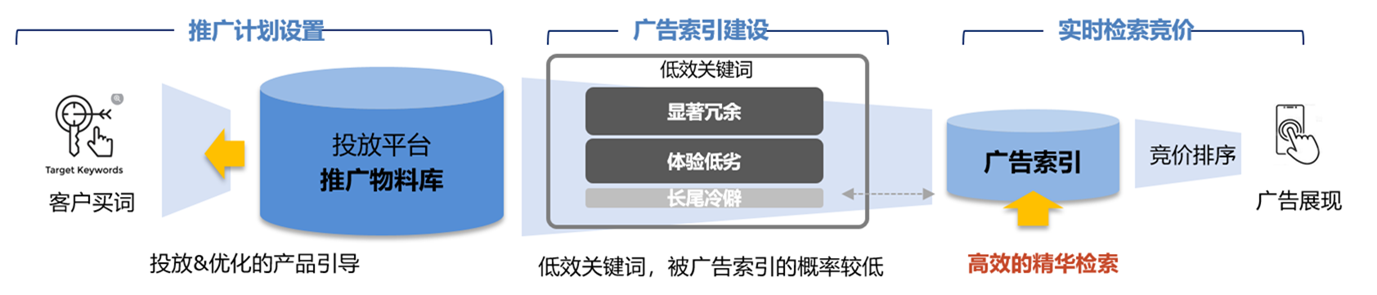 推广计划设置
广告索引建设
实时检索竞价
低效关键词
显著冗余
体验低劣
长尾冷僻
Target Keywords
客户买词
投放平台
推广物料库
广告索引
竞价排序
广告展现
投放&优化的产品引导
低效关键词，被广告索引的概率较低
高效的精华检索